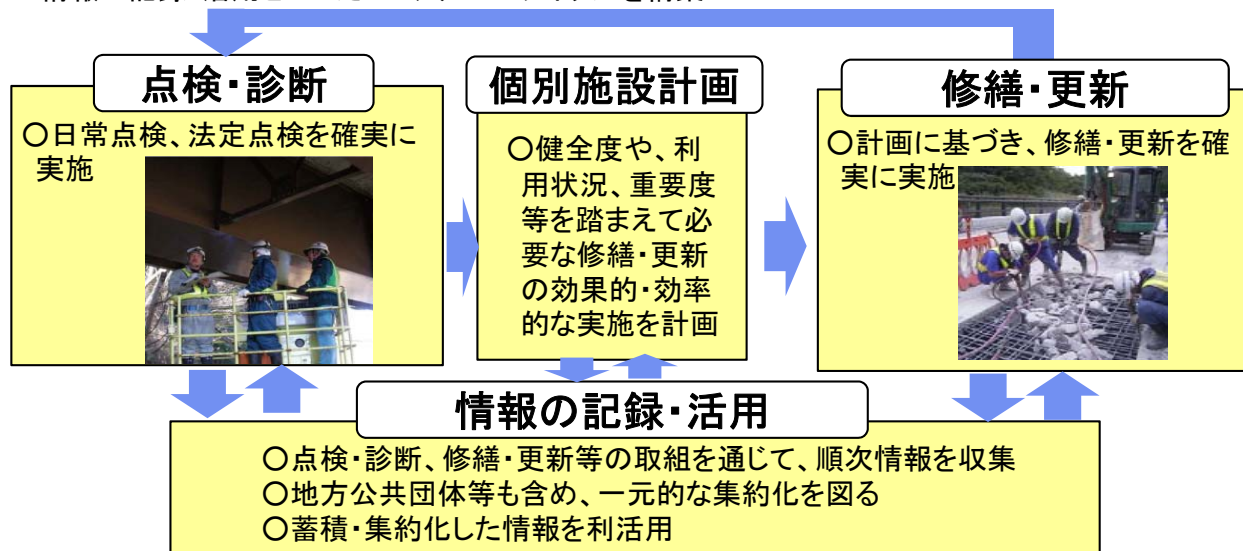 点検・診断
○日常点検、法定点検を確実に
実施
個別施設計画
○健全度や、利
用状況、重要度
等を踏まえて必
要な修繕・更新
の効果的・効率
的な実施を計画
修繕・更新
○計画に基づき、修繕・更新を確
実に実施
情報の記録・活用
○点検・診断、修繕・更新等の取組を通じて、順次情報を収集
○地方公共団体等も含め、一元的な集約化を図る
○蓄積・集約化した情報を利活用